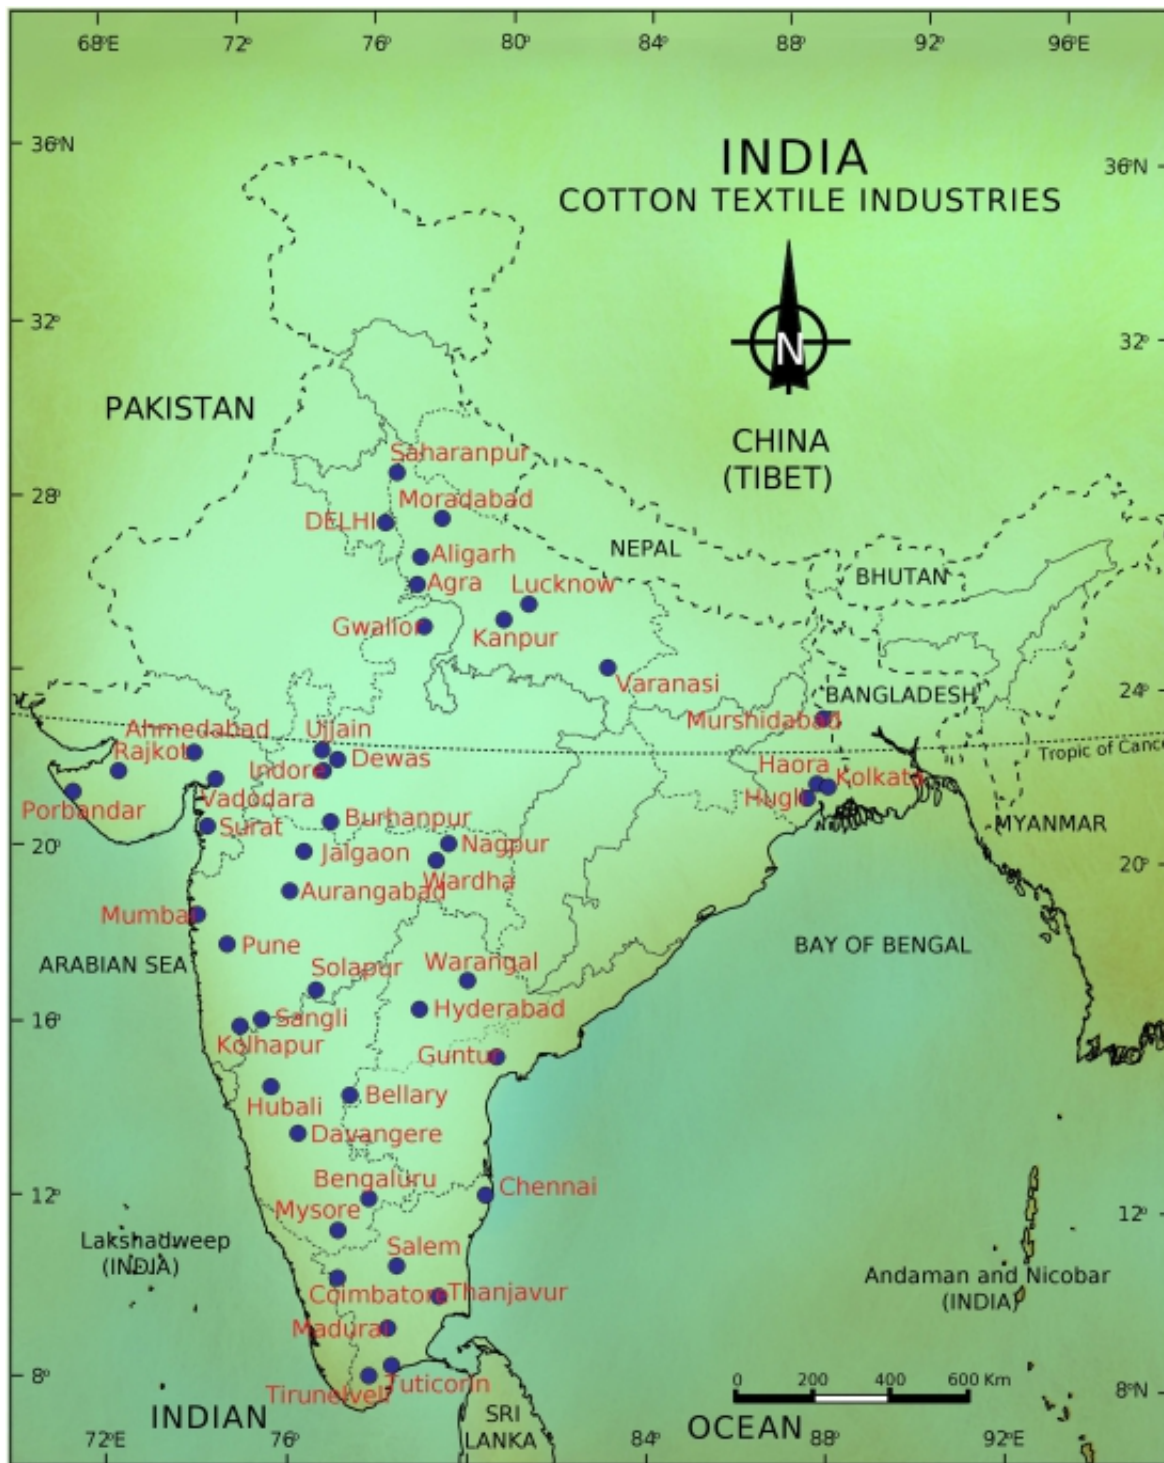 68°E 72° 76° 80° 84° 88° 92° 96°E
36°N
INDIA
36°N
COTTON TEXTILE INDUSTRIES
32°
N
32°
PAKISTAN
CHINA
(TIBET)
Saharanpur
28°
Moradabad
28°
DELHI
NEPAL
Aligarh
BHUTAN
Agra
Lucknow
Gwalior
Kanpur
Varanasi
BANGLADESH
24°
Murshidabad
Ahmedabad
Ujjain
Rajkot
Dewas
Tropic of Cance
Indore
Haora
Kolkata
Vadodara
Hugli
Porbandar
Surat
Burhanpur
MYANMAR
20°
Jalgaon
Nagpur
20°
Wardha
Aurangabad
Mumbai
Pune
BAY OF BENGAL
ARABIAN SEA
Solapur
Warangal
Hyderabad
16°
Sangli
16°
Kolhapur
Guntur
Bellary
Hubali
Davangere
Bengaluru
Chennai
12°
Mysore
12°
Lakshadweep
(INDIA)
Salem
Andaman and Nicobar
(INDIA)
Coimbatore
Thanjavur
Madurai
8°
Tuticorin
0 200 400 600 Km
8°N
Tirunelveli
INDIAN
SRI
LANKA
OCEAN
72°E 76° 84° 88° 92°E